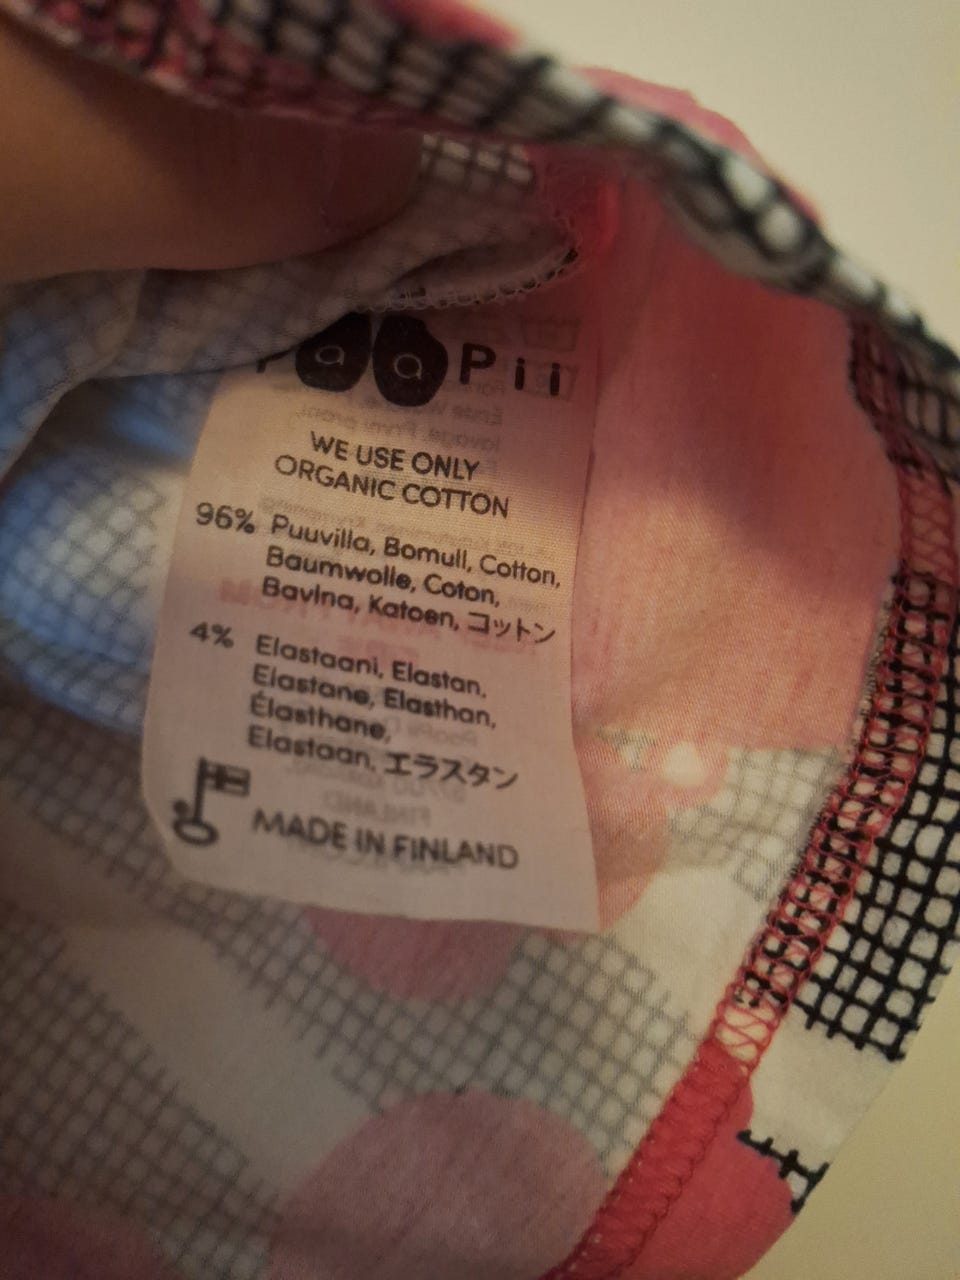 PaaPii
WE USE ONLY
ORGANIC COTTON
96% Puuvilla, Bomull, Cotton,
Baumwolle, Coton,
Bavlna, Katoen, コットン
4% Elastaani, Elastan,
Elastane, Elasthan,
Élasthane,
Elastaan, エラスタン
MADE IN FINLAND